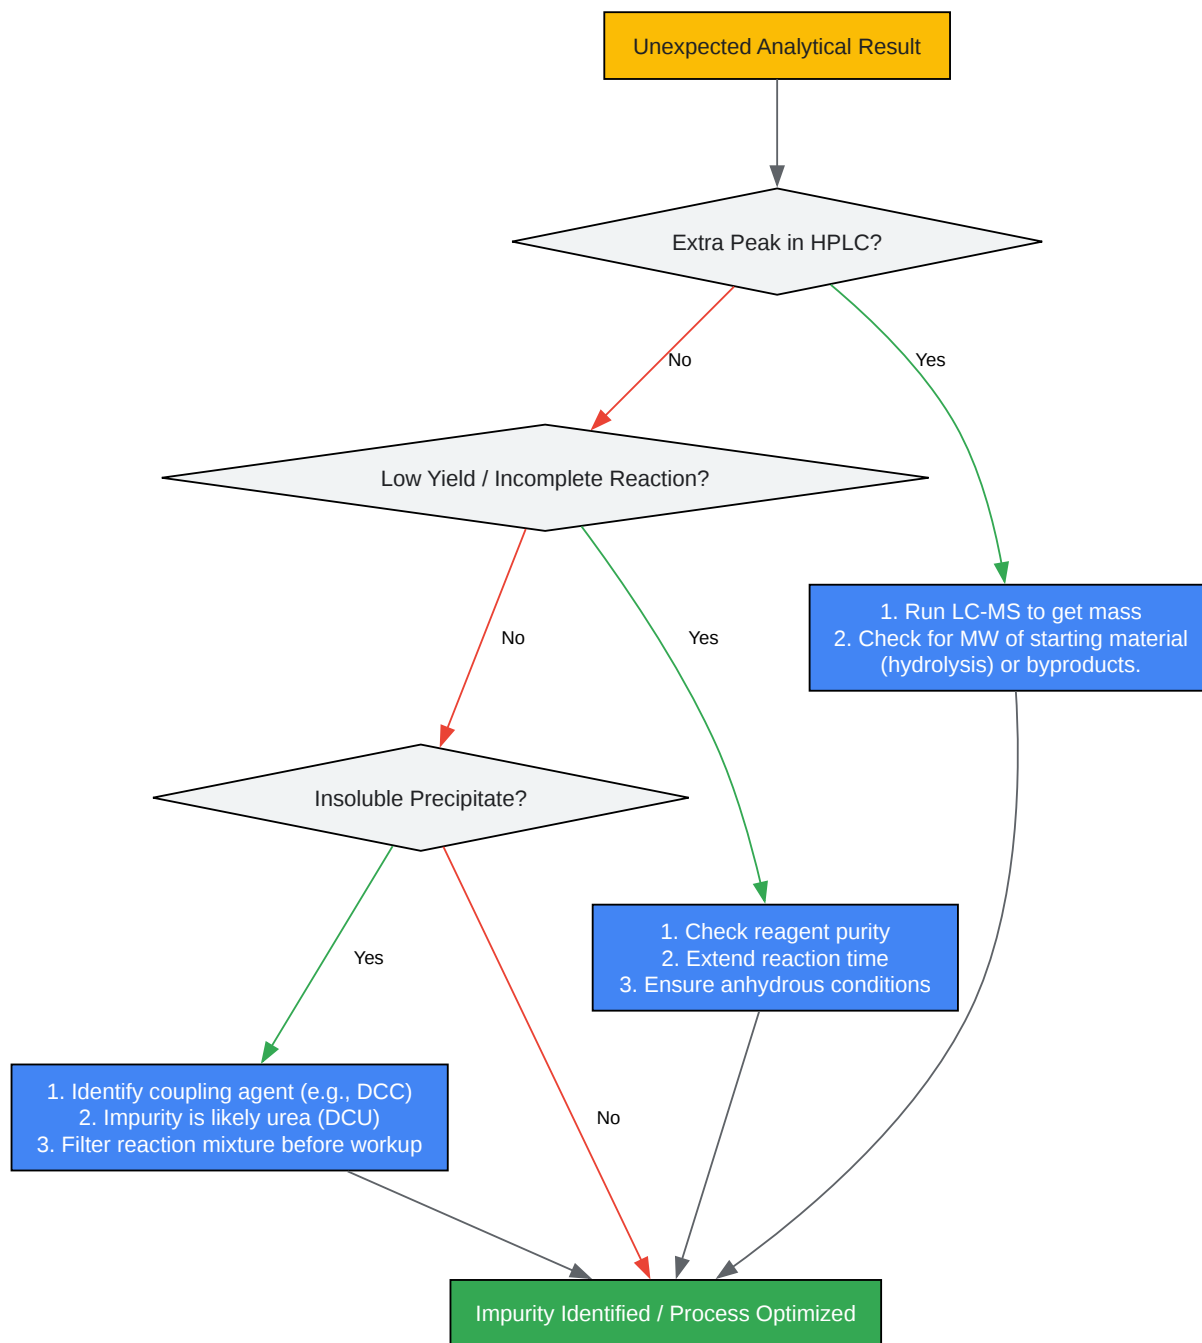 Unexpected Analytical Result
Extra Peak in HPLC?
No
Yes
Low Yield / Incomplete Reaction?
1. Run LC-MS to get mass
2. Check for MW of starting material
(hydrolysis) or byproducts.
No
Yes
Insoluble Precipitate?
1. Check reagent purity
2. Extend reaction time
3. Ensure anhydrous conditions
Yes
No
1. Identify coupling agent (e.g., DCC)
2. Impurity is likely urea (DCU)
3. Filter reaction mixture before workup
Impurity Identified / Process Optimized